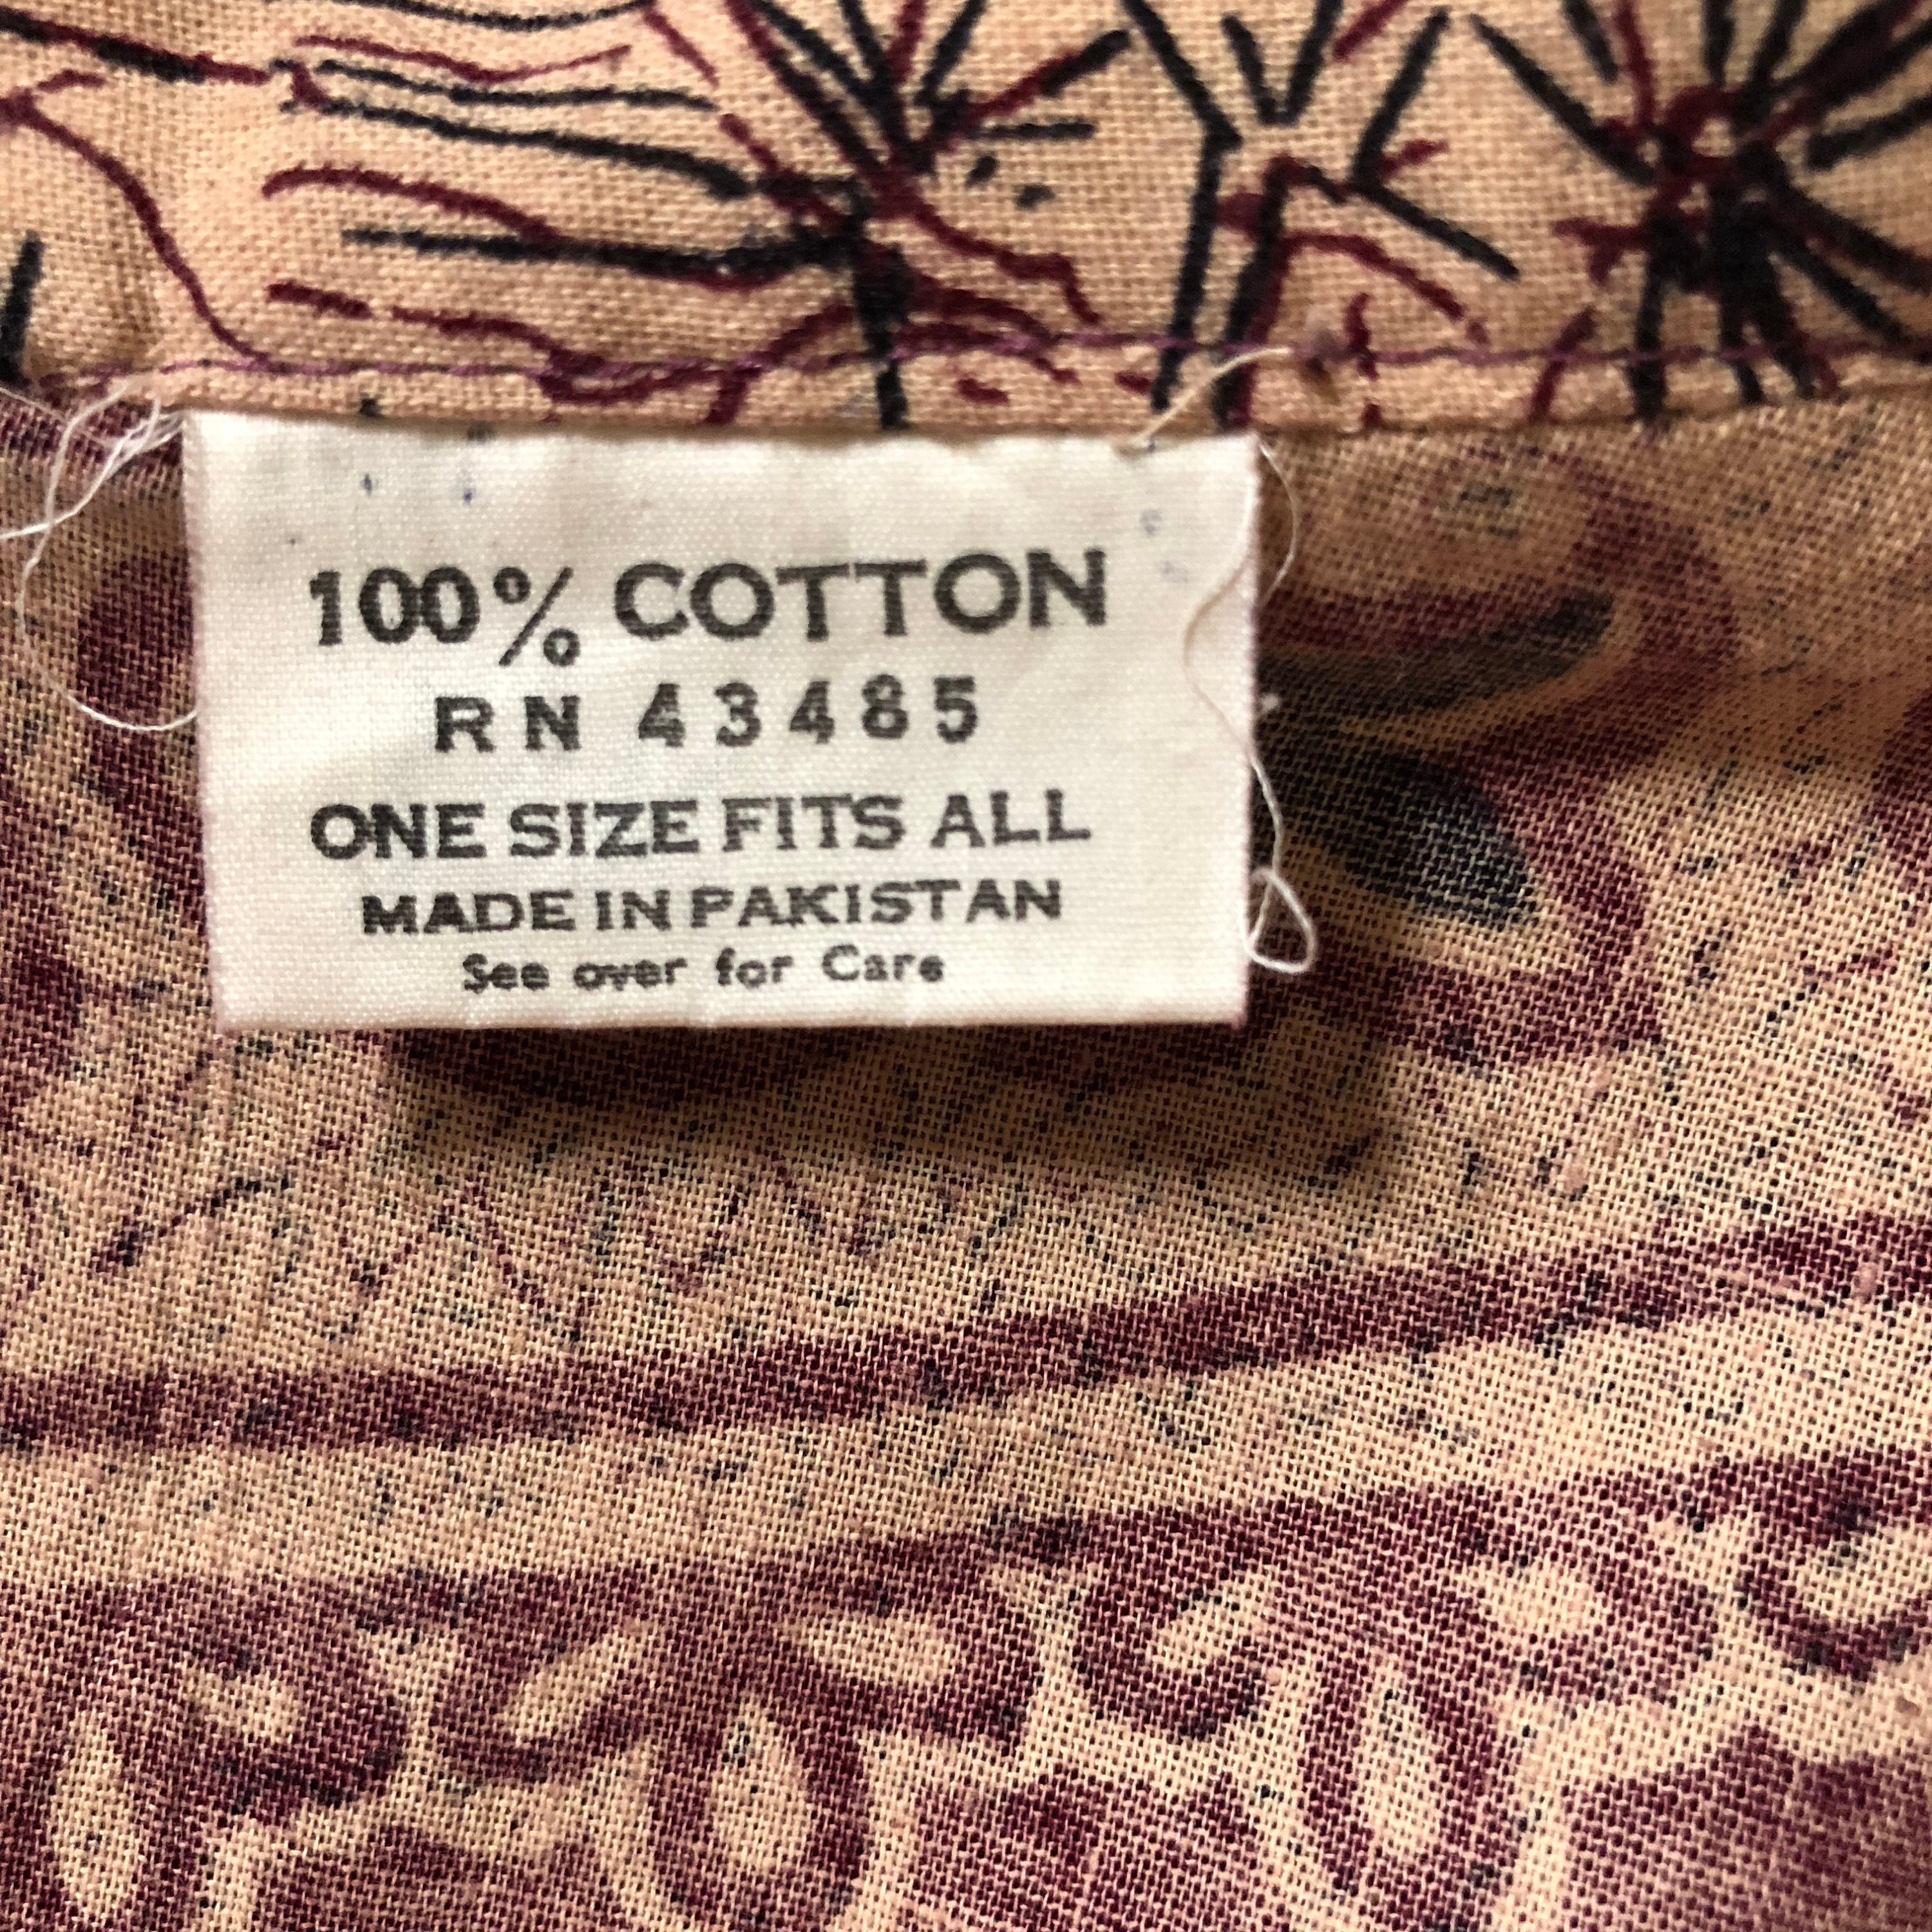 100% COTTON
RN 43485
ONE SIZE FITS ALL
MADE IN PAKISTAN
See over for Care